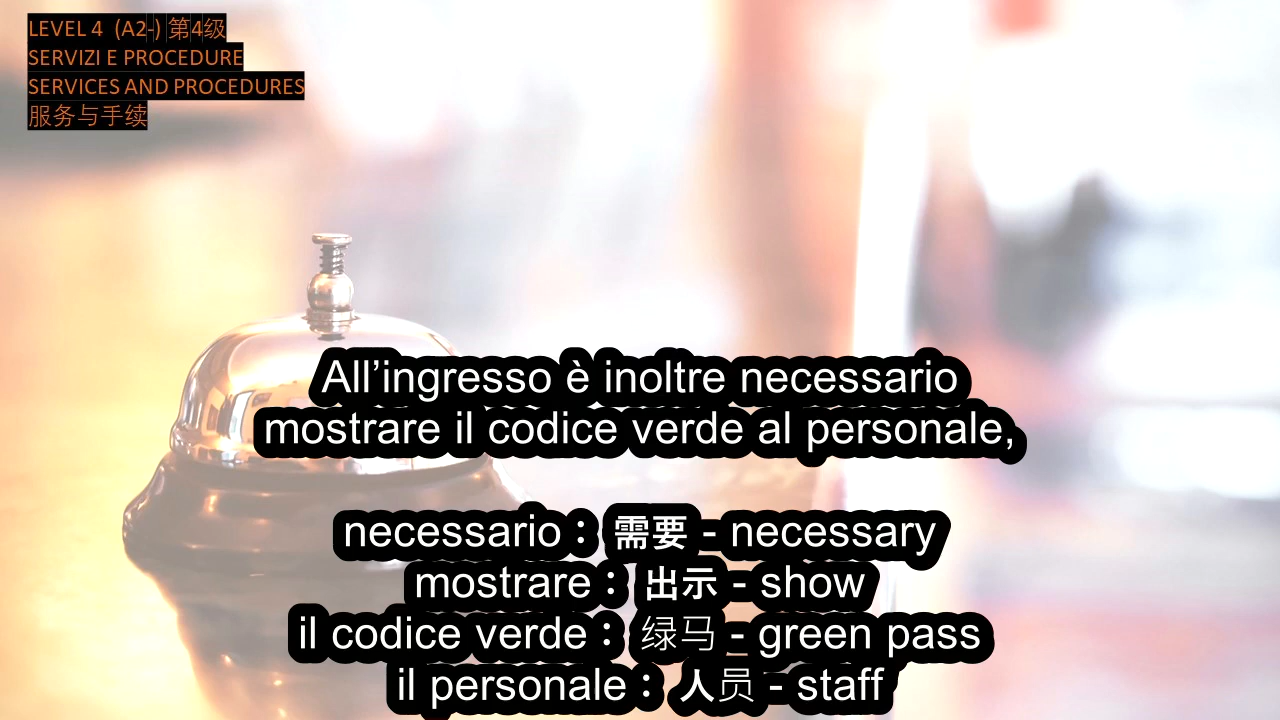 LEVEL 4 (A2-) 第4级
SERVIZI E PROCEDURE
SERVICES AND PROCEDURES
服务与手续
All’ingresso è inoltre necessario
mostrare il codice verde al personale,
necessario：需要 - necessary
mostrare：出示 - show
il codice verde：绿马 - green pass
il personale：人员 - staff